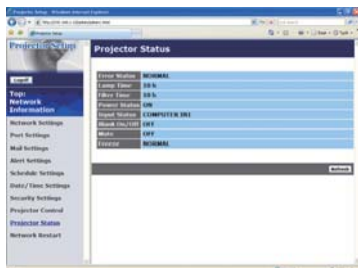 Projector Setup
Logoff
Top:
Network
Information
Network Settings
Port Settings
Mail Settings
Alert Settings
Schedule Settings
Date/Time Settings
Security Settings
Projector Control
Projector Status
Network Restart
Projector Status
Error Status NORMAL
Lamp Time
Filter Time
Power Status ON
Input Status COMPUTER IN1
Blank On/Off OFF
Mute OFF
Freeze NORMAL
Refresh